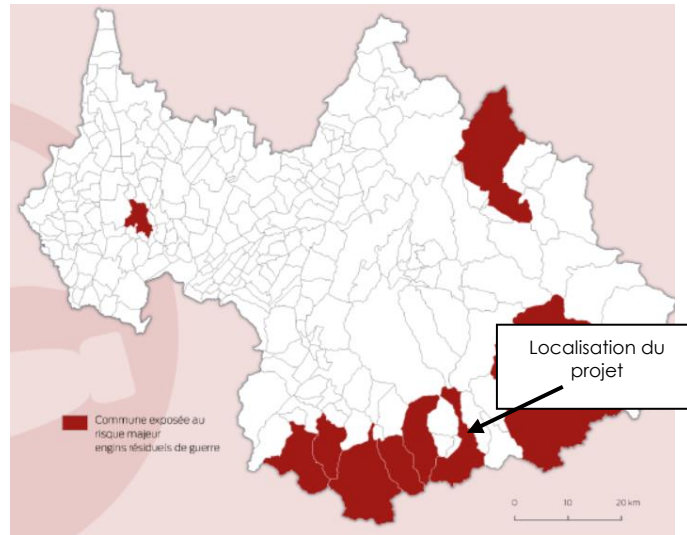 Localisation du
projet
Commune exposée au
risque majeur
engins résiduels de guerre
0 10 20 km